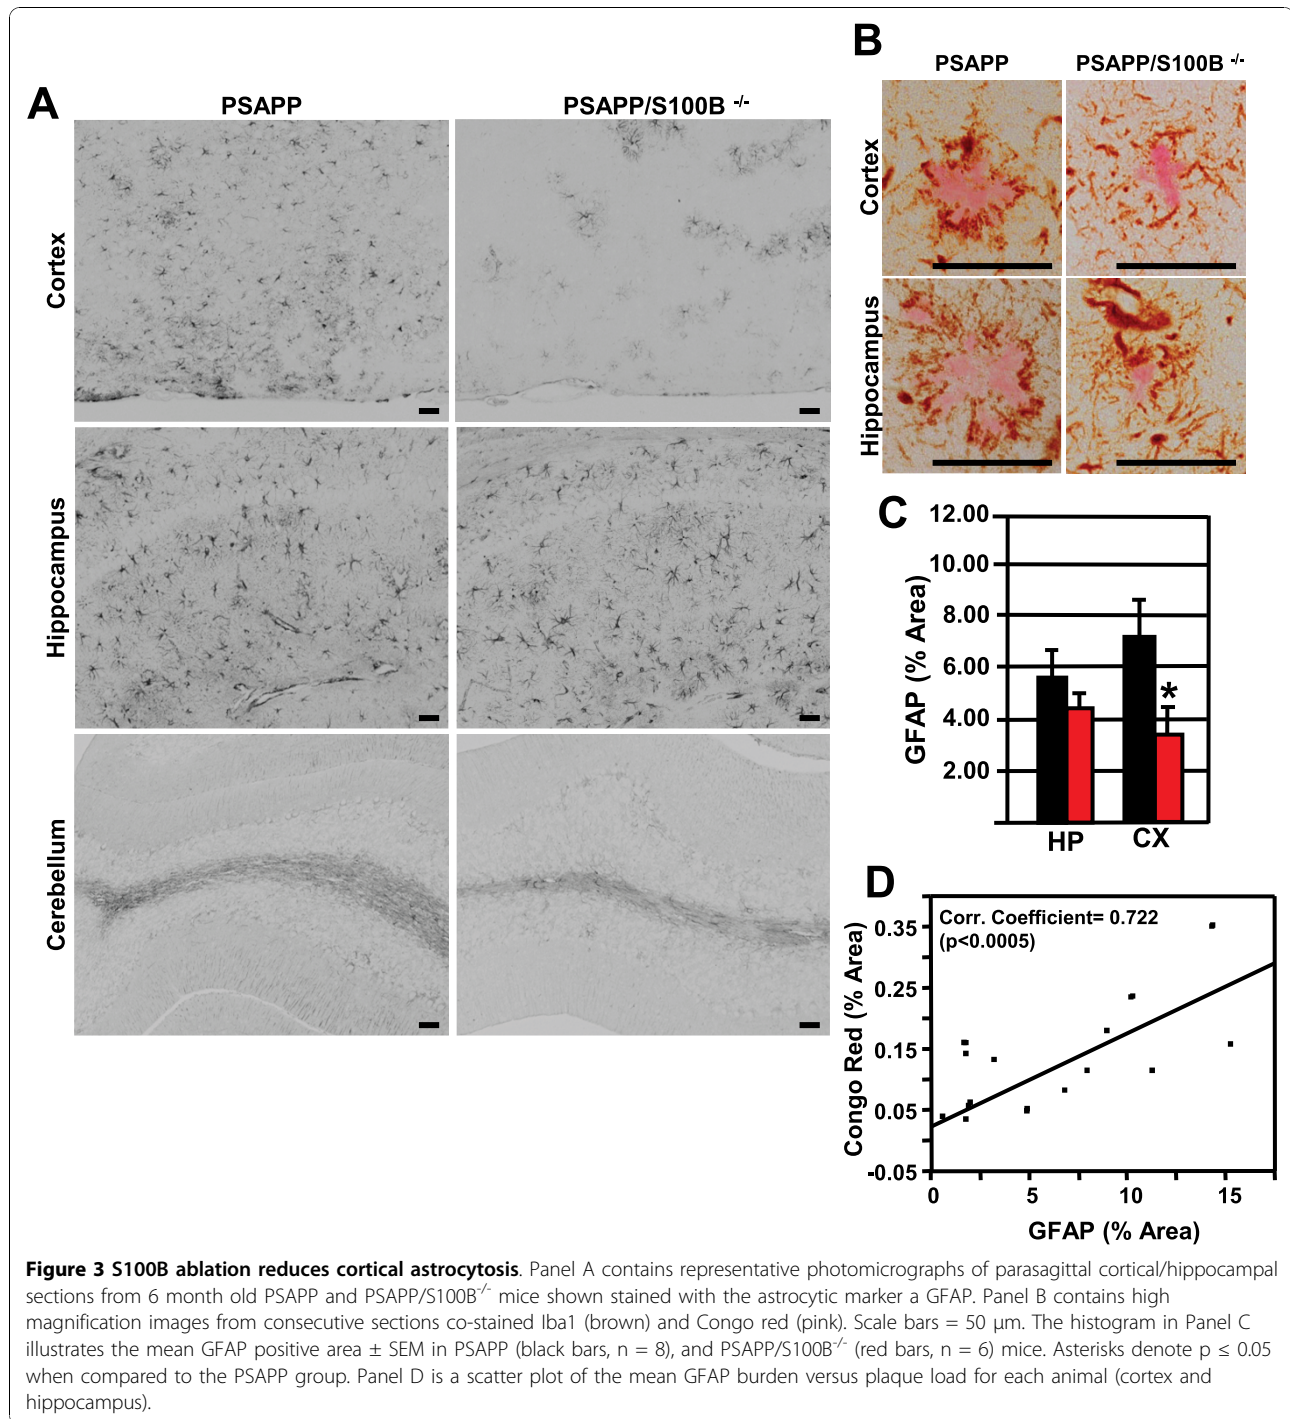 A
PSAPP
PSAPP/S100B -/-
Cortex
Hippocampus
Cerebellum
B
PSAPP
PSAPP/S100B -/-
Cortex
Hippocampus
C
GFAP (% Area)
12.00
10.00
8.00
6.00
4.00
2.00
*
HP
CX
D
Corr. Coefficient= 0.722
(p<0.0005)
Congo Red (% Area)
0.35
0.25
0.15
0.05
-0.05
0
5
10
15
GFAP (% Area)
Figure 3 S100B ablation reduces cortical astrocytosis. Panel A contains representative photomicrographs of parasagittal cortical/hippocampal
sections from 6 month old PSAPP and PSAPP/S100B-/- mice shown stained with the astrocytic marker a GFAP. Panel B contains high
magnification images from consecutive sections co-stained Iba1 (brown) and Congo red (pink). Scale bars = 50 μm. The histogram in Panel C
illustrates the mean GFAP positive area ± SEM in PSAPP (black bars, n = 8), and PSAPP/S100B-/- (red bars, n = 6) mice. Asterisks denote p ≤ 0.05
when compared to the PSAPP group. Panel D is a scatter plot of the mean GFAP burden versus plaque load for each animal (cortex and
hippocampus).